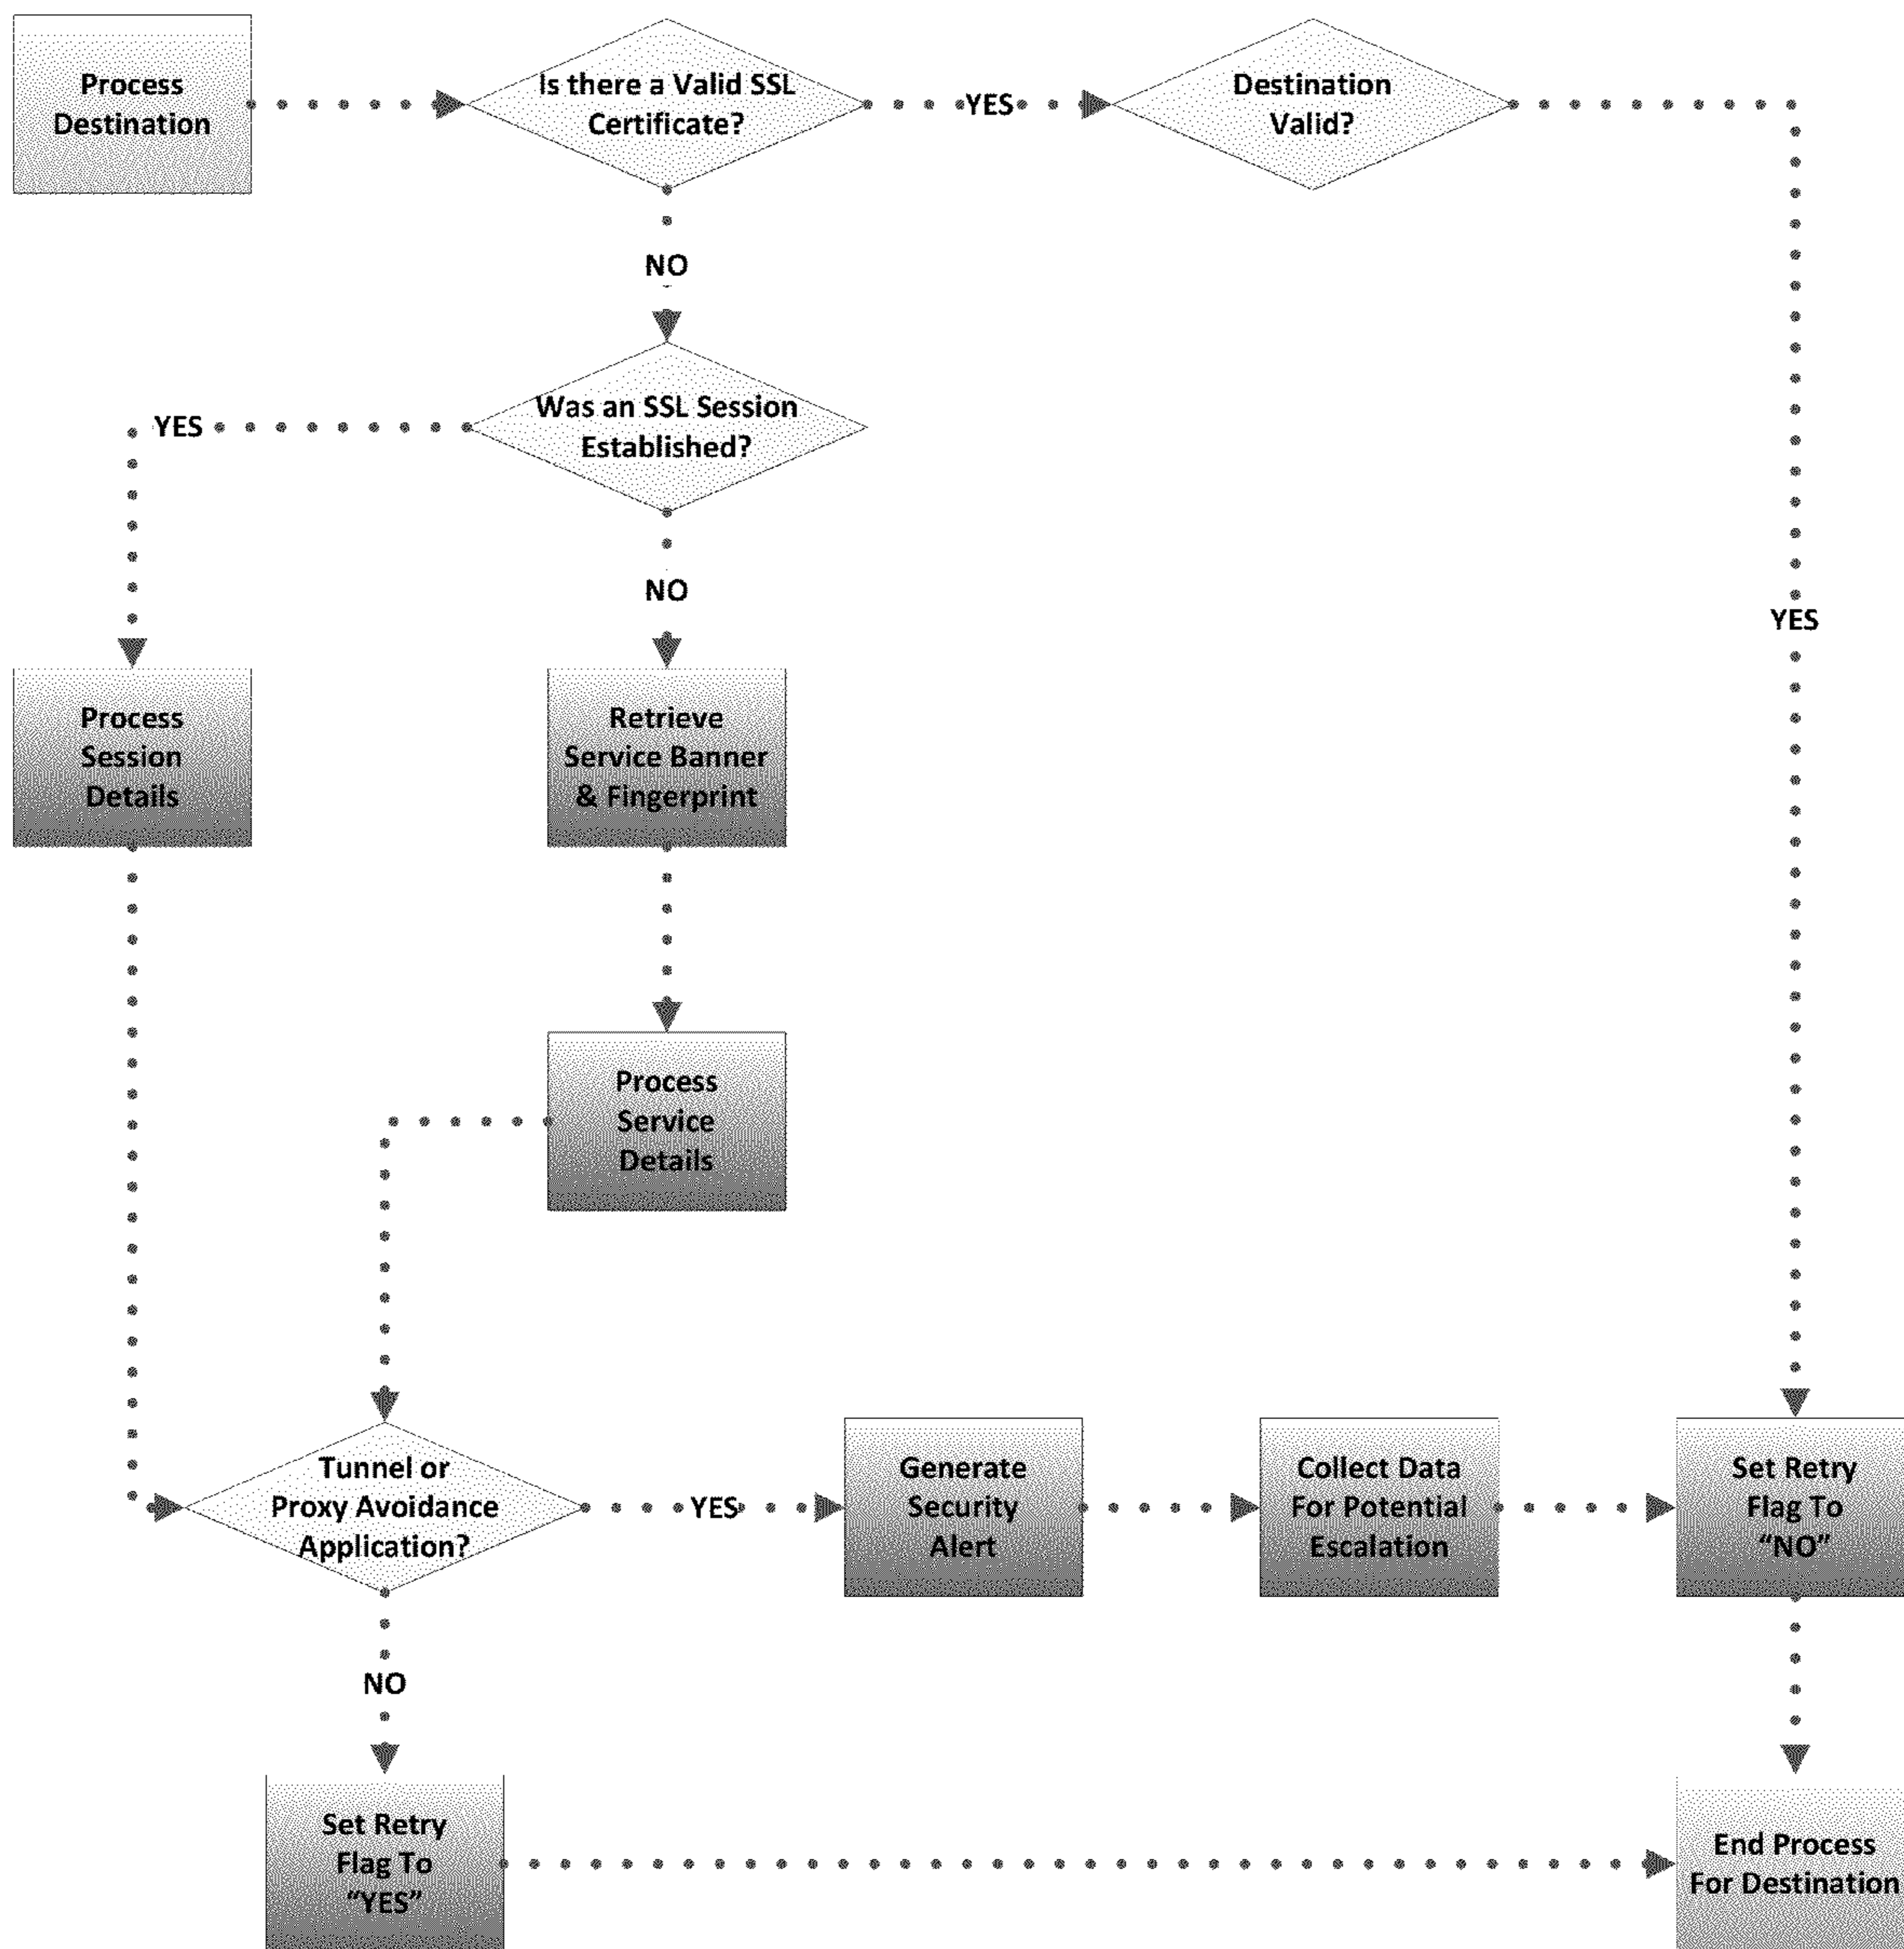 Process
Destination
Is there a Valid SSL
Certificate?
YES
Destination
Valid?
NO
Was an SSL Session
Established?
YES
NO
YES
Process
Session
Details
Retrieve
Service Banner
& Fingerprint
Process
Service
Details
Tunnel or
Proxy Avoidance
Application?
YES
Generate
Security
Alert
Collect Data
For Potential
Escalation
Set Retry
Flag To
“NO”
NO
Set Retry
Flag To
“YES”
End Process
For Destination